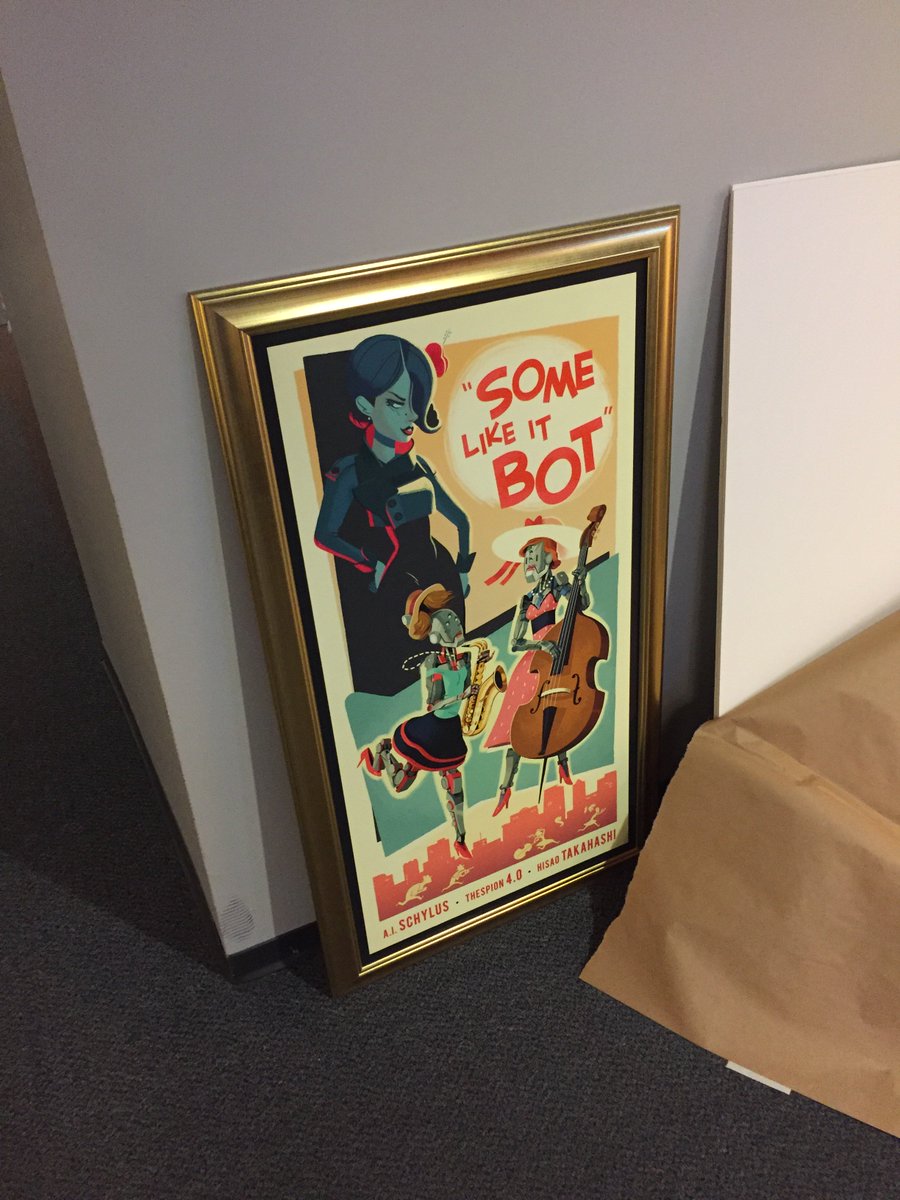 "SOME
LIKE IT
BOT"
A.I. SCHYLUS · THESPION 4.0 · HISAO TAKAHASHI